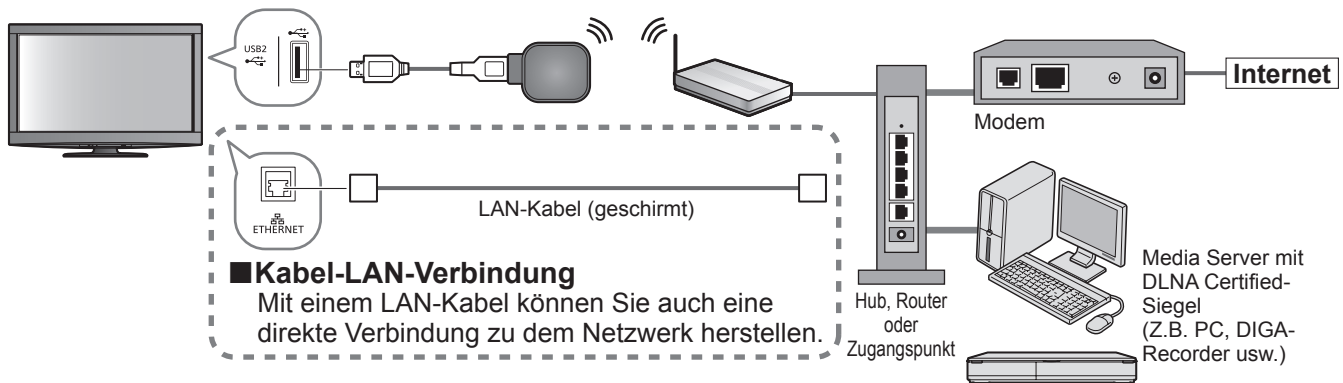 USB2
Internet
Modem
LAN-Kabel (geschirmt)
ETHERNET
■Kabel-LAN-Verbindung
Mit einem LAN-Kabel können Sie auch eine
direkte Verbindung zu dem Netzwerk herstellen.
Hub, Router
oder
Zugangspunkt
Media Server mit
DLNA Certified-
Siegel
(Z.B. PC, DIGA-
Recorder usw.)